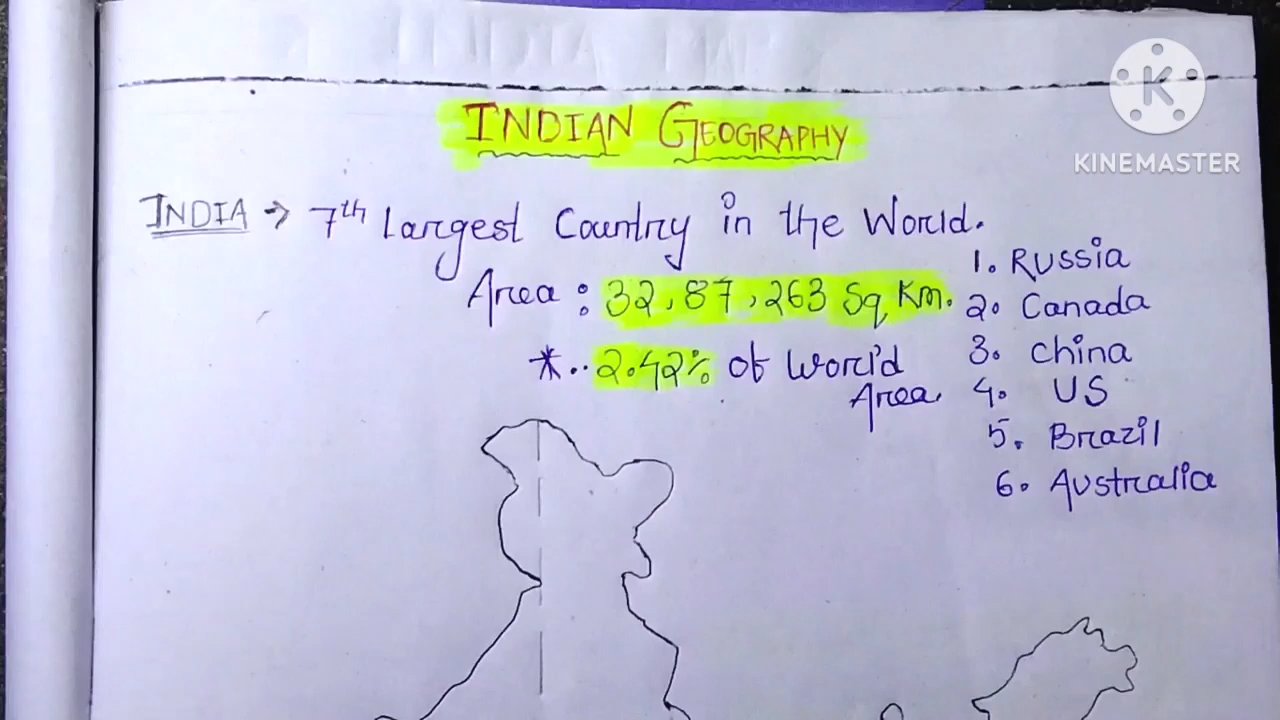 INDIAN GEOGRAPHY
INDIA → 7th Largest Country in the World.
Area : 32,87,263 Sq Km.
*.. 2.42% of World Area.
1. Russia
2. Canada
3. China
4. US
5. Brazil
6. Australia
K
KINEMASTER